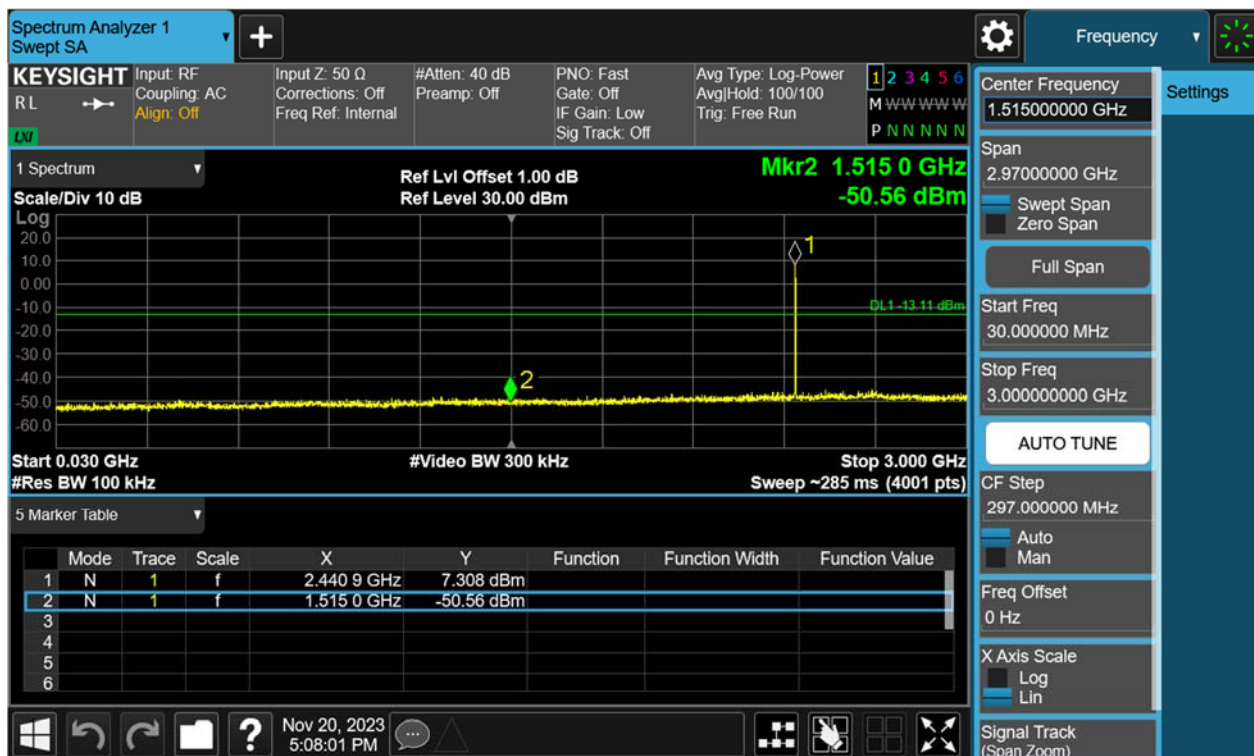 Spectrum Analyzer 1
Swept SA
Frequency
KEYSIGHT
R L
LXI
Input: RF
Coupling: AC
Align: Off
Input Z: 50 Ω
Corrections: Off
Freq Ref: Internal
#Atten: 40 dB
Preamp: Off
PNO: Fast
Gate: Off
IF Gain: Low
Sig Track: Off
Avg Type: Log-Power
Avg|Hold: 100/100
Trig: Free Run
1 2 3 4 5 6
M W W W W W
P N N N N N
1 Spectrum
Scale/Div 10 dB
Ref Lvl Offset 1.00 dB
Ref Level 30.00 dBm
Mkr2 1.515 0 GHz
-50.56 dBm
Log
20.0
10.0
0.00
-10.0
-20.0
-30.0
-40.0
-50.0
-60.0
1
DL1 -13.11 dBm
2
Start 0.030 GHz
#Video BW 300 kHz
Stop 3.000 GHz
#Res BW 100 kHz
Sweep ~285 ms (4001 pts)
5 Marker Table
Mode Trace Scale X Y Function Function Width Function Value
1 N 1 f 2.440 9 GHz 7.308 dBm
2 N 1 f 1.515 0 GHz -50.56 dBm
3
4
5
6
Nov 20, 2023
5:08:01 PM
Center Frequency
1.515000000 GHz
Settings
Span
2.97000000 GHz
Swept Span
Zero Span
Full Span
Start Freq
30.000000 MHz
Stop Freq
3.000000000 GHz
AUTO TUNE
CF Step
297.000000 MHz
Auto
Man
Freq Offset
0 Hz
X Axis Scale
Log
Lin
Signal Track
(Span Zoom)